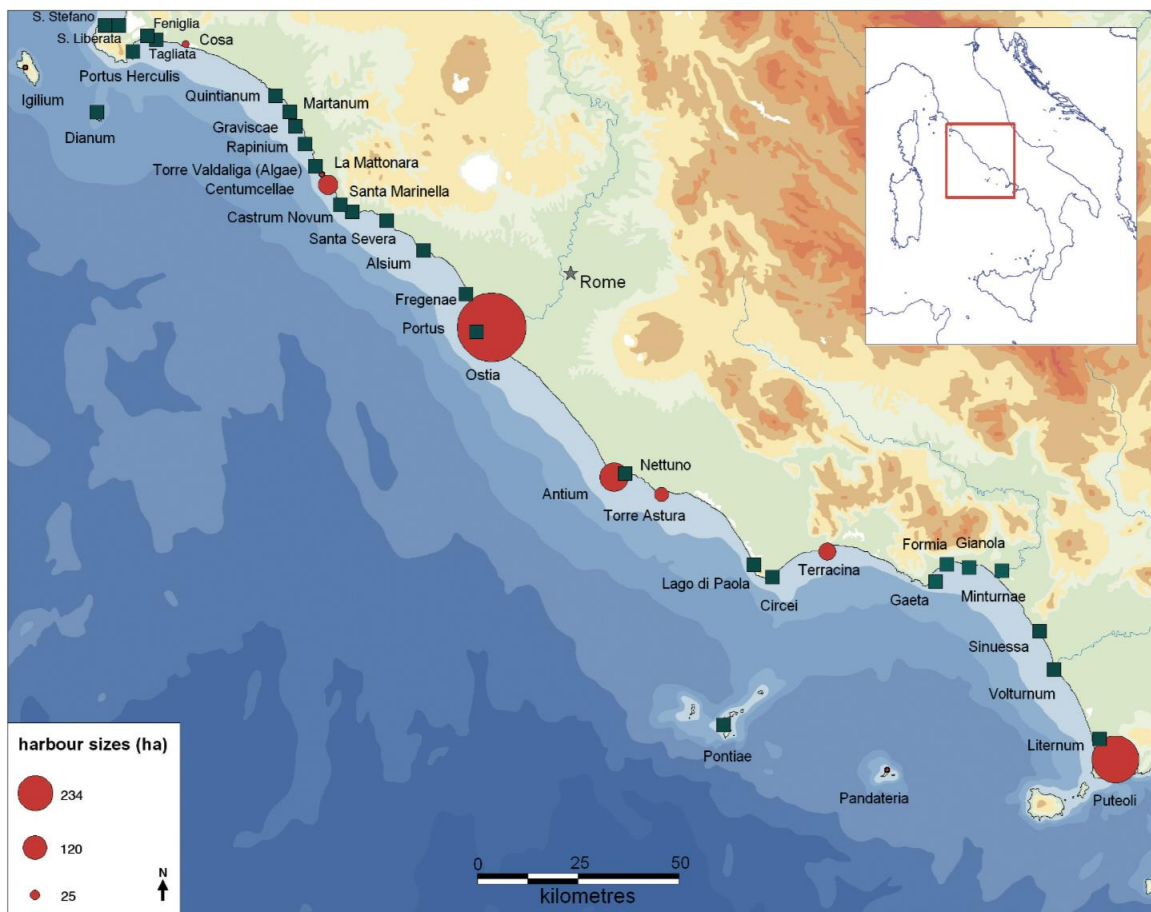 S. Stefano
Feniglia
S. Liberata
Cosa
Tagliata
Portus Herculis
Igilium
Quintianum
Martanum
Dianum
Graviscae
Rapinium
La Mattonara
Torre Valdaliga (Algae)
Centumcellae
Santa Marinella
Castrum Novum
Santa Severa
Alsium
Rome
Fregenae
Portus
Ostia
Nettuno
Antium
Torre Astura
Formia
Gianola
Terracina
Lago di Paola
Circei
Gaeta
Minturnae
Sinuessa
Volturnum
Liternum
Pontiae
Pandateria
Puteoli
harbour sizes (ha)
234
120
25
N
0 25 50
kilometres